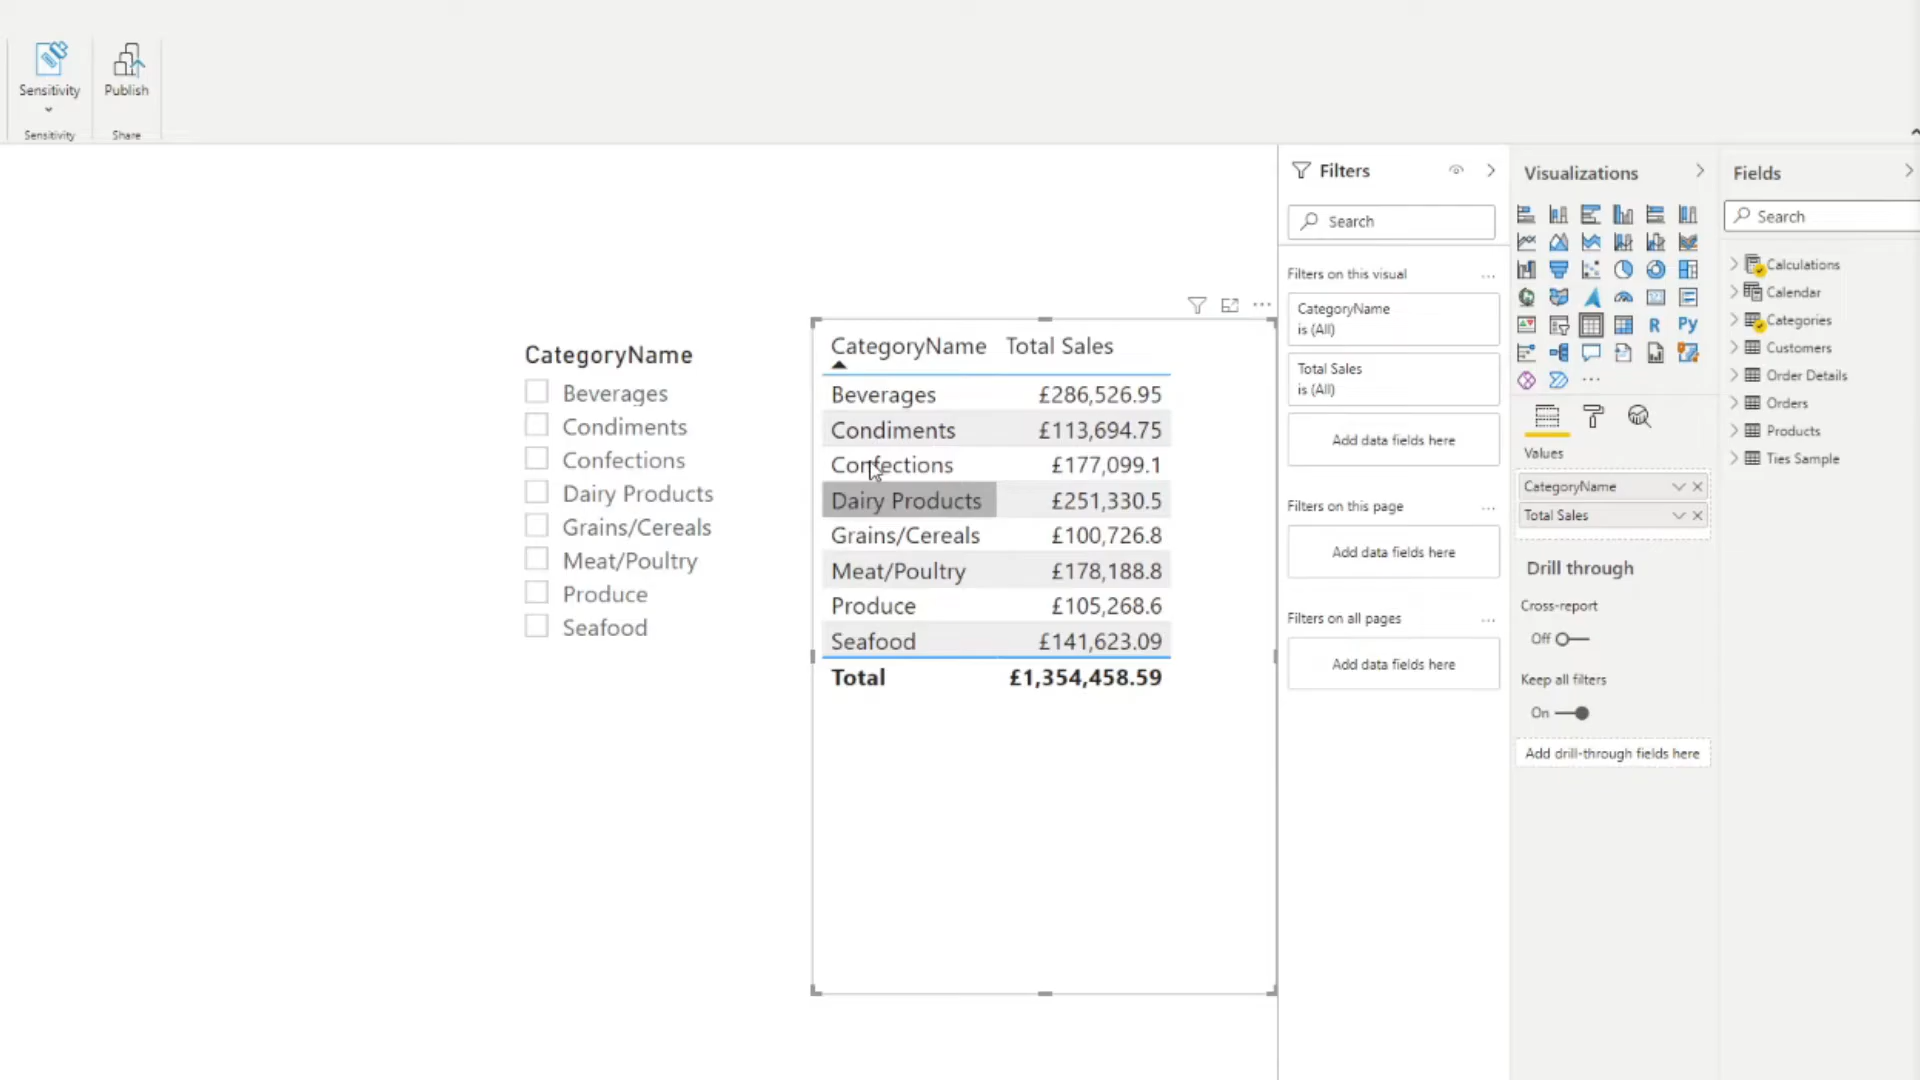 Sensitivity
Publish
Sensitivity
Share
CategoryName
Beverages
Condiments
Confections
Dairy Products
Grains/Cereals
Meat/Poultry
Produce
Seafood
CategoryName Total Sales
Beverages £286,526.95
Condiments £113,694.75
Confections £177,099.1
Dairy Products £251,330.5
Grains/Cereals £100,726.8
Meat/Poultry £178,188.8
Produce £105,268.6
Seafood £141,623.09
Total £1,354,458.59
Filters
Search
Filters on this visual
CategoryName
is (All)
Total Sales
is (All)
Add data fields here
Filters on this page
Add data fields here
Filters on all pages
Add data fields here
Visualizations
R Py
Values
CategoryName
Total Sales
Drill through
Cross-report
Off
Keep all filters
On
Add drill-through fields here
Fields
Search
Calculations
Calendar
Categories
Customers
Order Details
Orders
Products
Ties Sample